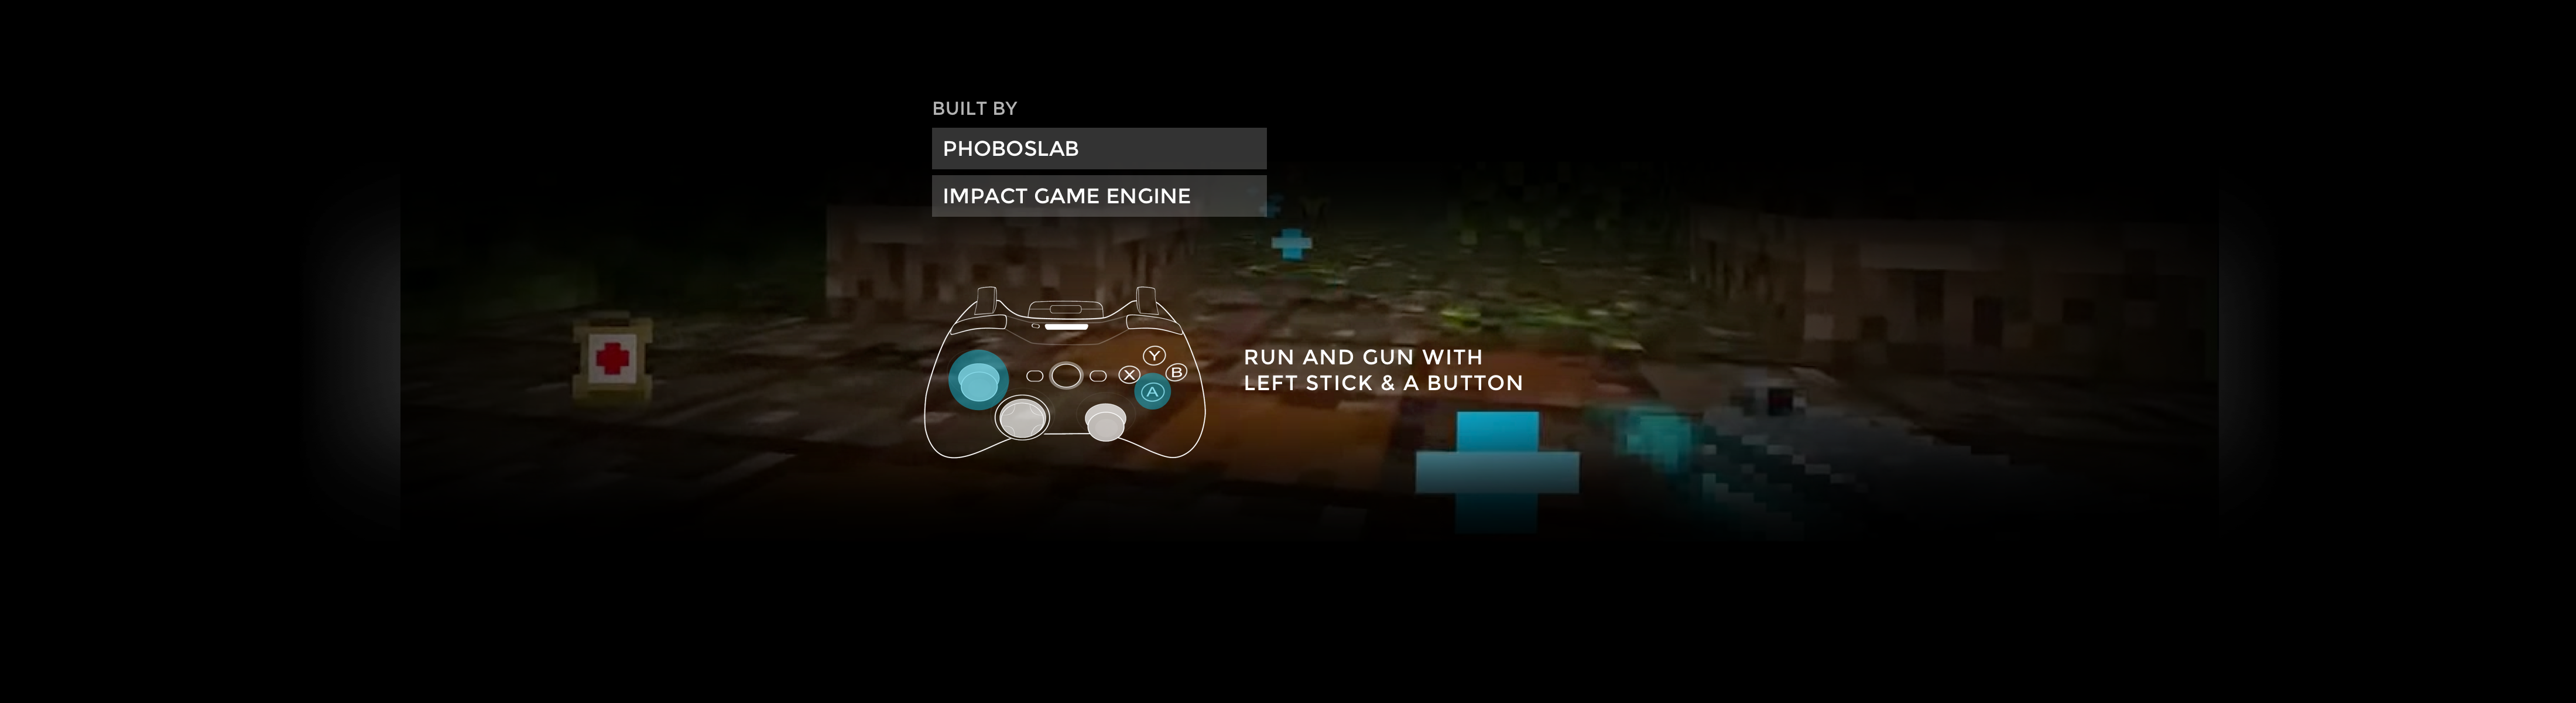 BUILT BY
PHOBOSLAB
IMPACT GAME ENGINE
Y
X
B
A
RUN AND GUN WITH
LEFT STICK & A BUTTON